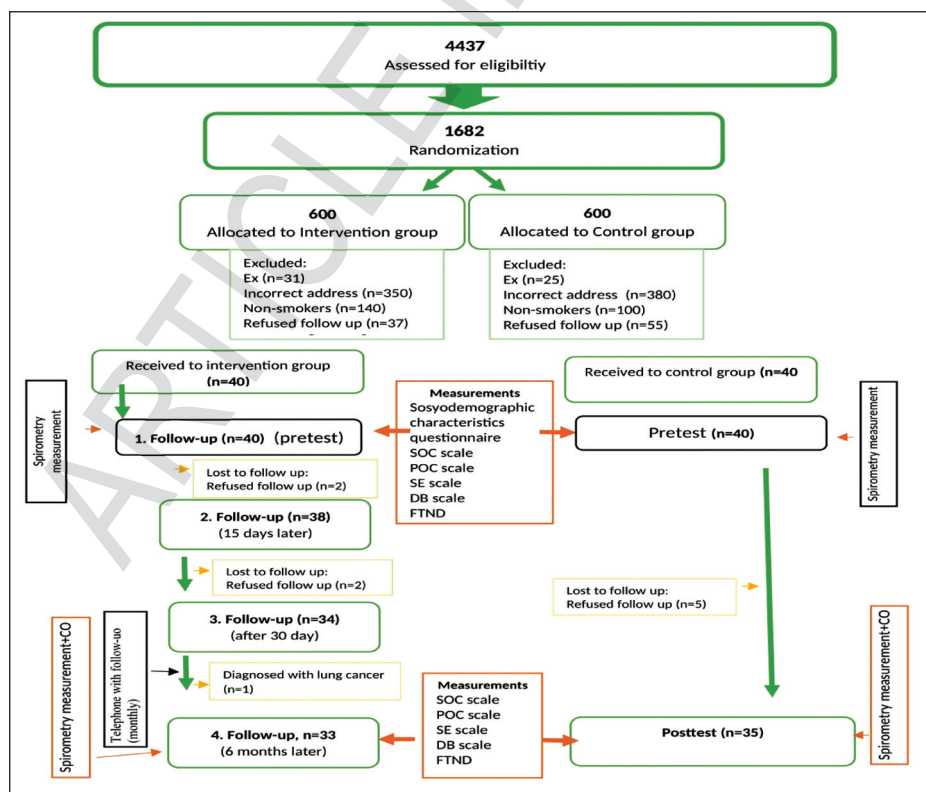 4437
Assessed for eligibiltiy
1682
Randomization
600
Allocated to Intervention group
600
Allocated to Control group
Excluded:
Ex (n=31)
Incorrect address (n=350)
Non-smokers (n=140)
Refused follow up (n=37)
Excluded:
Ex (n=25)
Incorrect address (n=380)
Non-smokers (n=100)
Refused follow up (n=55)
Received to intervention group
(n=40)
Received to control group (n=40
Measurements
Sosyodemographic
characteristics
questionnaire
SOC scale
POC scale
SE scale
DB scale
FTND
Spirometry
measurement
1. Follow-up (n=40) (pretest)
Pretest (n=40)
Spirometry measurement
Lost to follow up:
Refused follow up (n=2)
2. Follow-up (n=38)
(15 days later)
Lost to follow up:
Refused follow up (n=2)
Lost to follow up:
Refused follow up (n=5)
3. Follow-up (n=34)
(after 30 day)
Spirometry measurement+CO
Telephone with follow-uo
(monthly)
Diagnosed with lung cancer
(n=1)
Measurements
SOC scale
POC scale
SE scale
DB scale
FTND
4. Follow-up, n=33
(6 months later)
Posttest (n=35)
Spirometry measurement+CO
ARTICLE